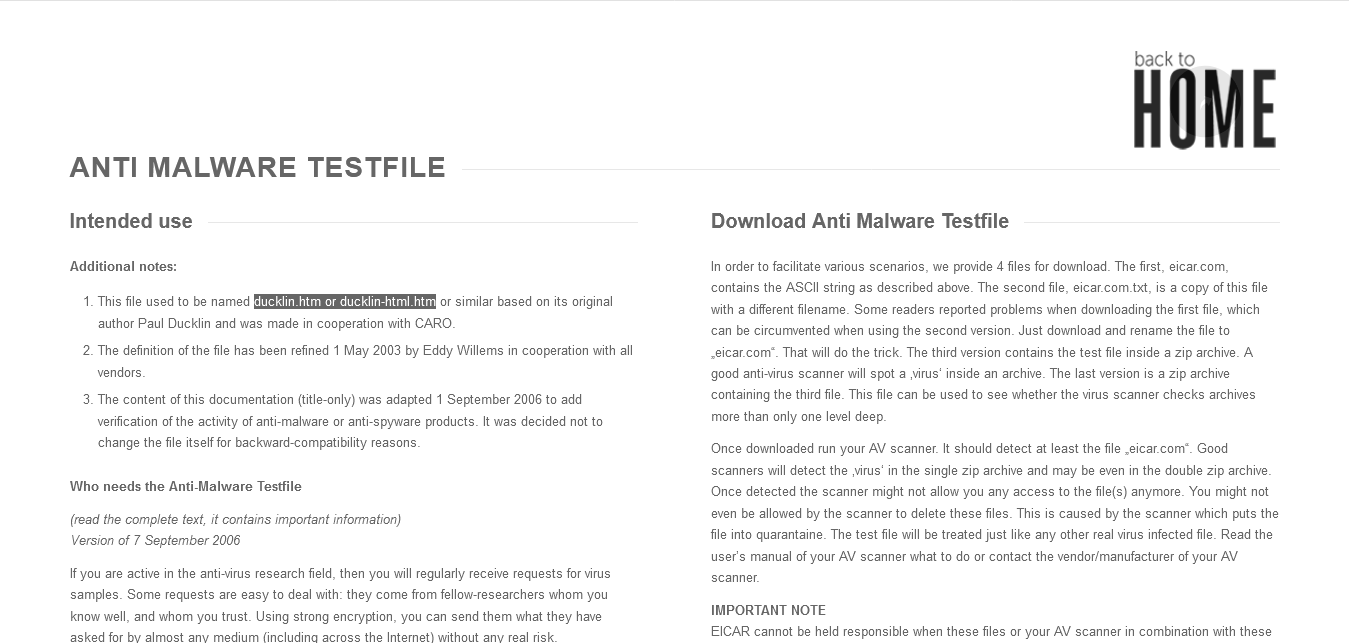 back to
HOME
ANTI MALWARE TESTFILE
Intended use
Additional notes:
1. This file used to be named ducklin.htm or ducklin-html.htm or similar based on its original
author Paul Ducklin and was made in cooperation with CARO.
2. The definition of the file has been refined 1 May 2003 by Eddy Willems in cooperation with all
vendors.
3. The content of this documentation (title-only) was adapted 1 September 2006 to add
verification of the activity of anti-malware or anti-spyware products. It was decided not to
change the file itself for backward-compatibility reasons.
Who needs the Anti-Malware Testfile
(read the complete text, it contains important information)
Version of 7 September 2006
If you are active in the anti-virus research field, then you will regularly receive requests for virus
samples. Some requests are easy to deal with: they come from fellow-researchers whom you
know well, and whom you trust. Using strong encryption, you can send them what they have
asked for by almost any medium (including across the Internet) without any real risk.
Download Anti Malware Testfile
In order to facilitate various scenarios, we provide 4 files for download. The first, eicar.com,
contains the ASCII string as described above. The second file, eicar.com.txt, is a copy of this file
with a different filename. Some readers reported problems when downloading the first file, which
can be circumvented when using the second version. Just download and rename the file to
„eicar.com“. That will do the trick. The third version contains the test file inside a zip archive. A
good anti-virus scanner will spot a ‚virus‘ inside an archive. The last version is a zip archive
containing the third file. This file can be used to see whether the virus scanner checks archives
more than only one level deep.
Once downloaded run your AV scanner. It should detect at least the file „eicar.com“. Good
scanners will detect the ‚virus‘ in the single zip archive and may be even in the double zip archive.
Once detected the scanner might not allow you any access to the file(s) anymore. You might not
even be allowed by the scanner to delete these files. This is caused by the scanner which puts the
file into quarantaine. The test file will be treated just like any other real virus infected file. Read the
user’s manual of your AV scanner what to do or contact the vendor/manufacturer of your AV
scanner.
IMPORTANT NOTE
EICAR cannot be held responsible when these files or your AV scanner in combination with these